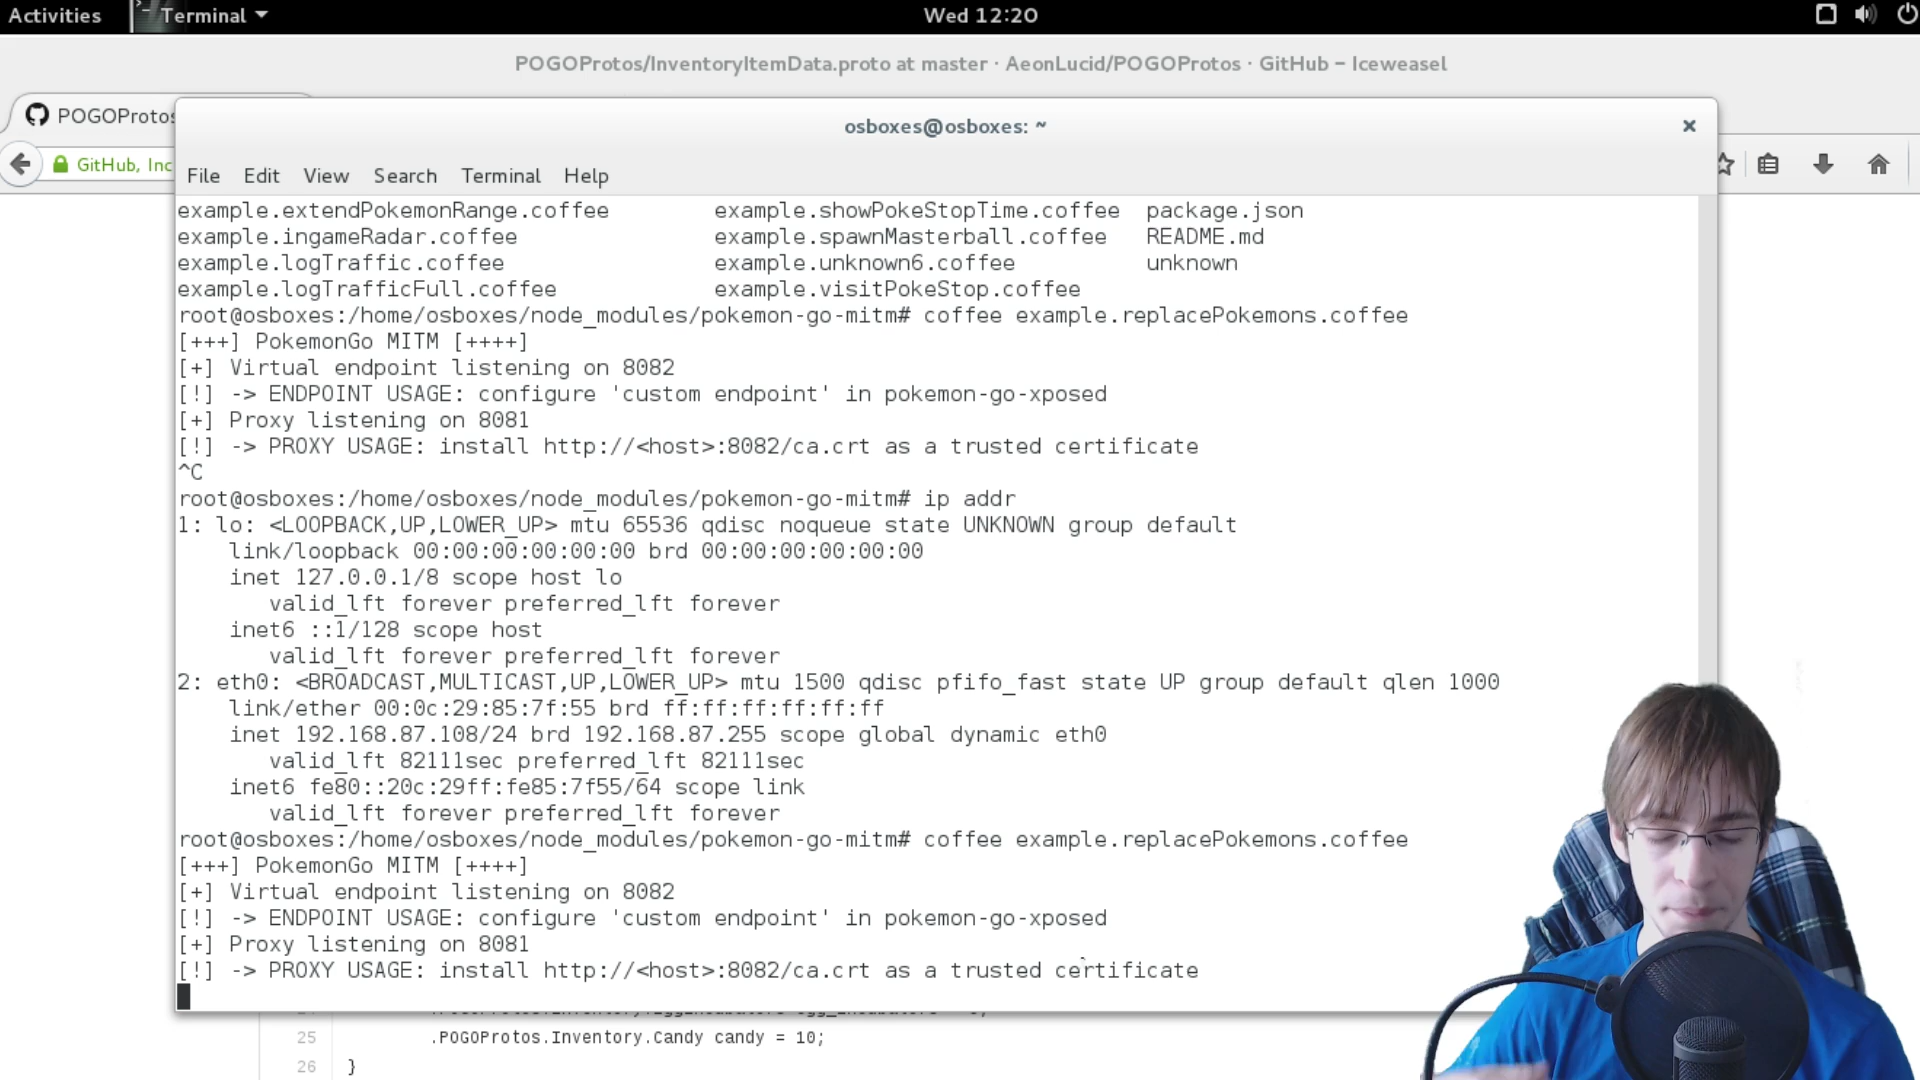 Activities
Terminal
Wed 12:20
POGOProtos/InventoryItemData.proto at master · AeonLucid/POGOProtos · GitHub – Iceweasel
POGOProtos
osboxes@osboxes: ~
GitHub, Inc
File Edit View Search Terminal Help
example.extendPokemonRange.coffee example.showPokeStopTime.coffee package.json
example.ingameRadar.coffee example.spawnMasterball.coffee README.md
example.logTraffic.coffee example.unknown6.coffee unknown
example.logTrafficFull.coffee example.visitPokeStop.coffee
root@osboxes:/home/osboxes/node_modules/pokemon-go-mitm# coffee example.replacePokemons.coffee
[+++] PokemonGo MITM [++++]
[+] Virtual endpoint listening on 8082
[!] -> ENDPOINT USAGE: configure 'custom endpoint' in pokemon-go-xposed
[+] Proxy listening on 8081
[!] -> PROXY USAGE: install http://<host>:8082/ca.crt as a trusted certificate
^C
root@osboxes:/home/osboxes/node_modules/pokemon-go-mitm# ip addr
1: lo: <LOOPBACK,UP,LOWER_UP> mtu 65536 qdisc noqueue state UNKNOWN group default
link/loopback 00:00:00:00:00:00 brd 00:00:00:00:00:00
inet 127.0.0.1/8 scope host lo
valid_lft forever preferred_lft forever
inet6 ::1/128 scope host
valid_lft forever preferred_lft forever
2: eth0: <BROADCAST,MULTICAST,UP,LOWER_UP> mtu 1500 qdisc pfifo_fast state UP group default qlen 1000
link/ether 00:0c:29:85:7f:55 brd ff:ff:ff:ff:ff:ff
inet 192.168.87.108/24 brd 192.168.87.255 scope global dynamic eth0
valid_lft 82111sec preferred_lft 82111sec
inet6 fe80::20c:29ff:fe85:7f55/64 scope link
valid_lft forever preferred_lft forever
root@osboxes:/home/osboxes/node_modules/pokemon-go-mitm# coffee example.replacePokemons.coffee
[+++] PokemonGo MITM [++++]
[+] Virtual endpoint listening on 8082
[!] -> ENDPOINT USAGE: configure 'custom endpoint' in pokemon-go-xposed
[+] Proxy listening on 8081
[!] -> PROXY USAGE: install http://<host>:8082/ca.crt as a trusted certificate
25 .POGOProtos.Inventory.Candy candy = 10;
26 }